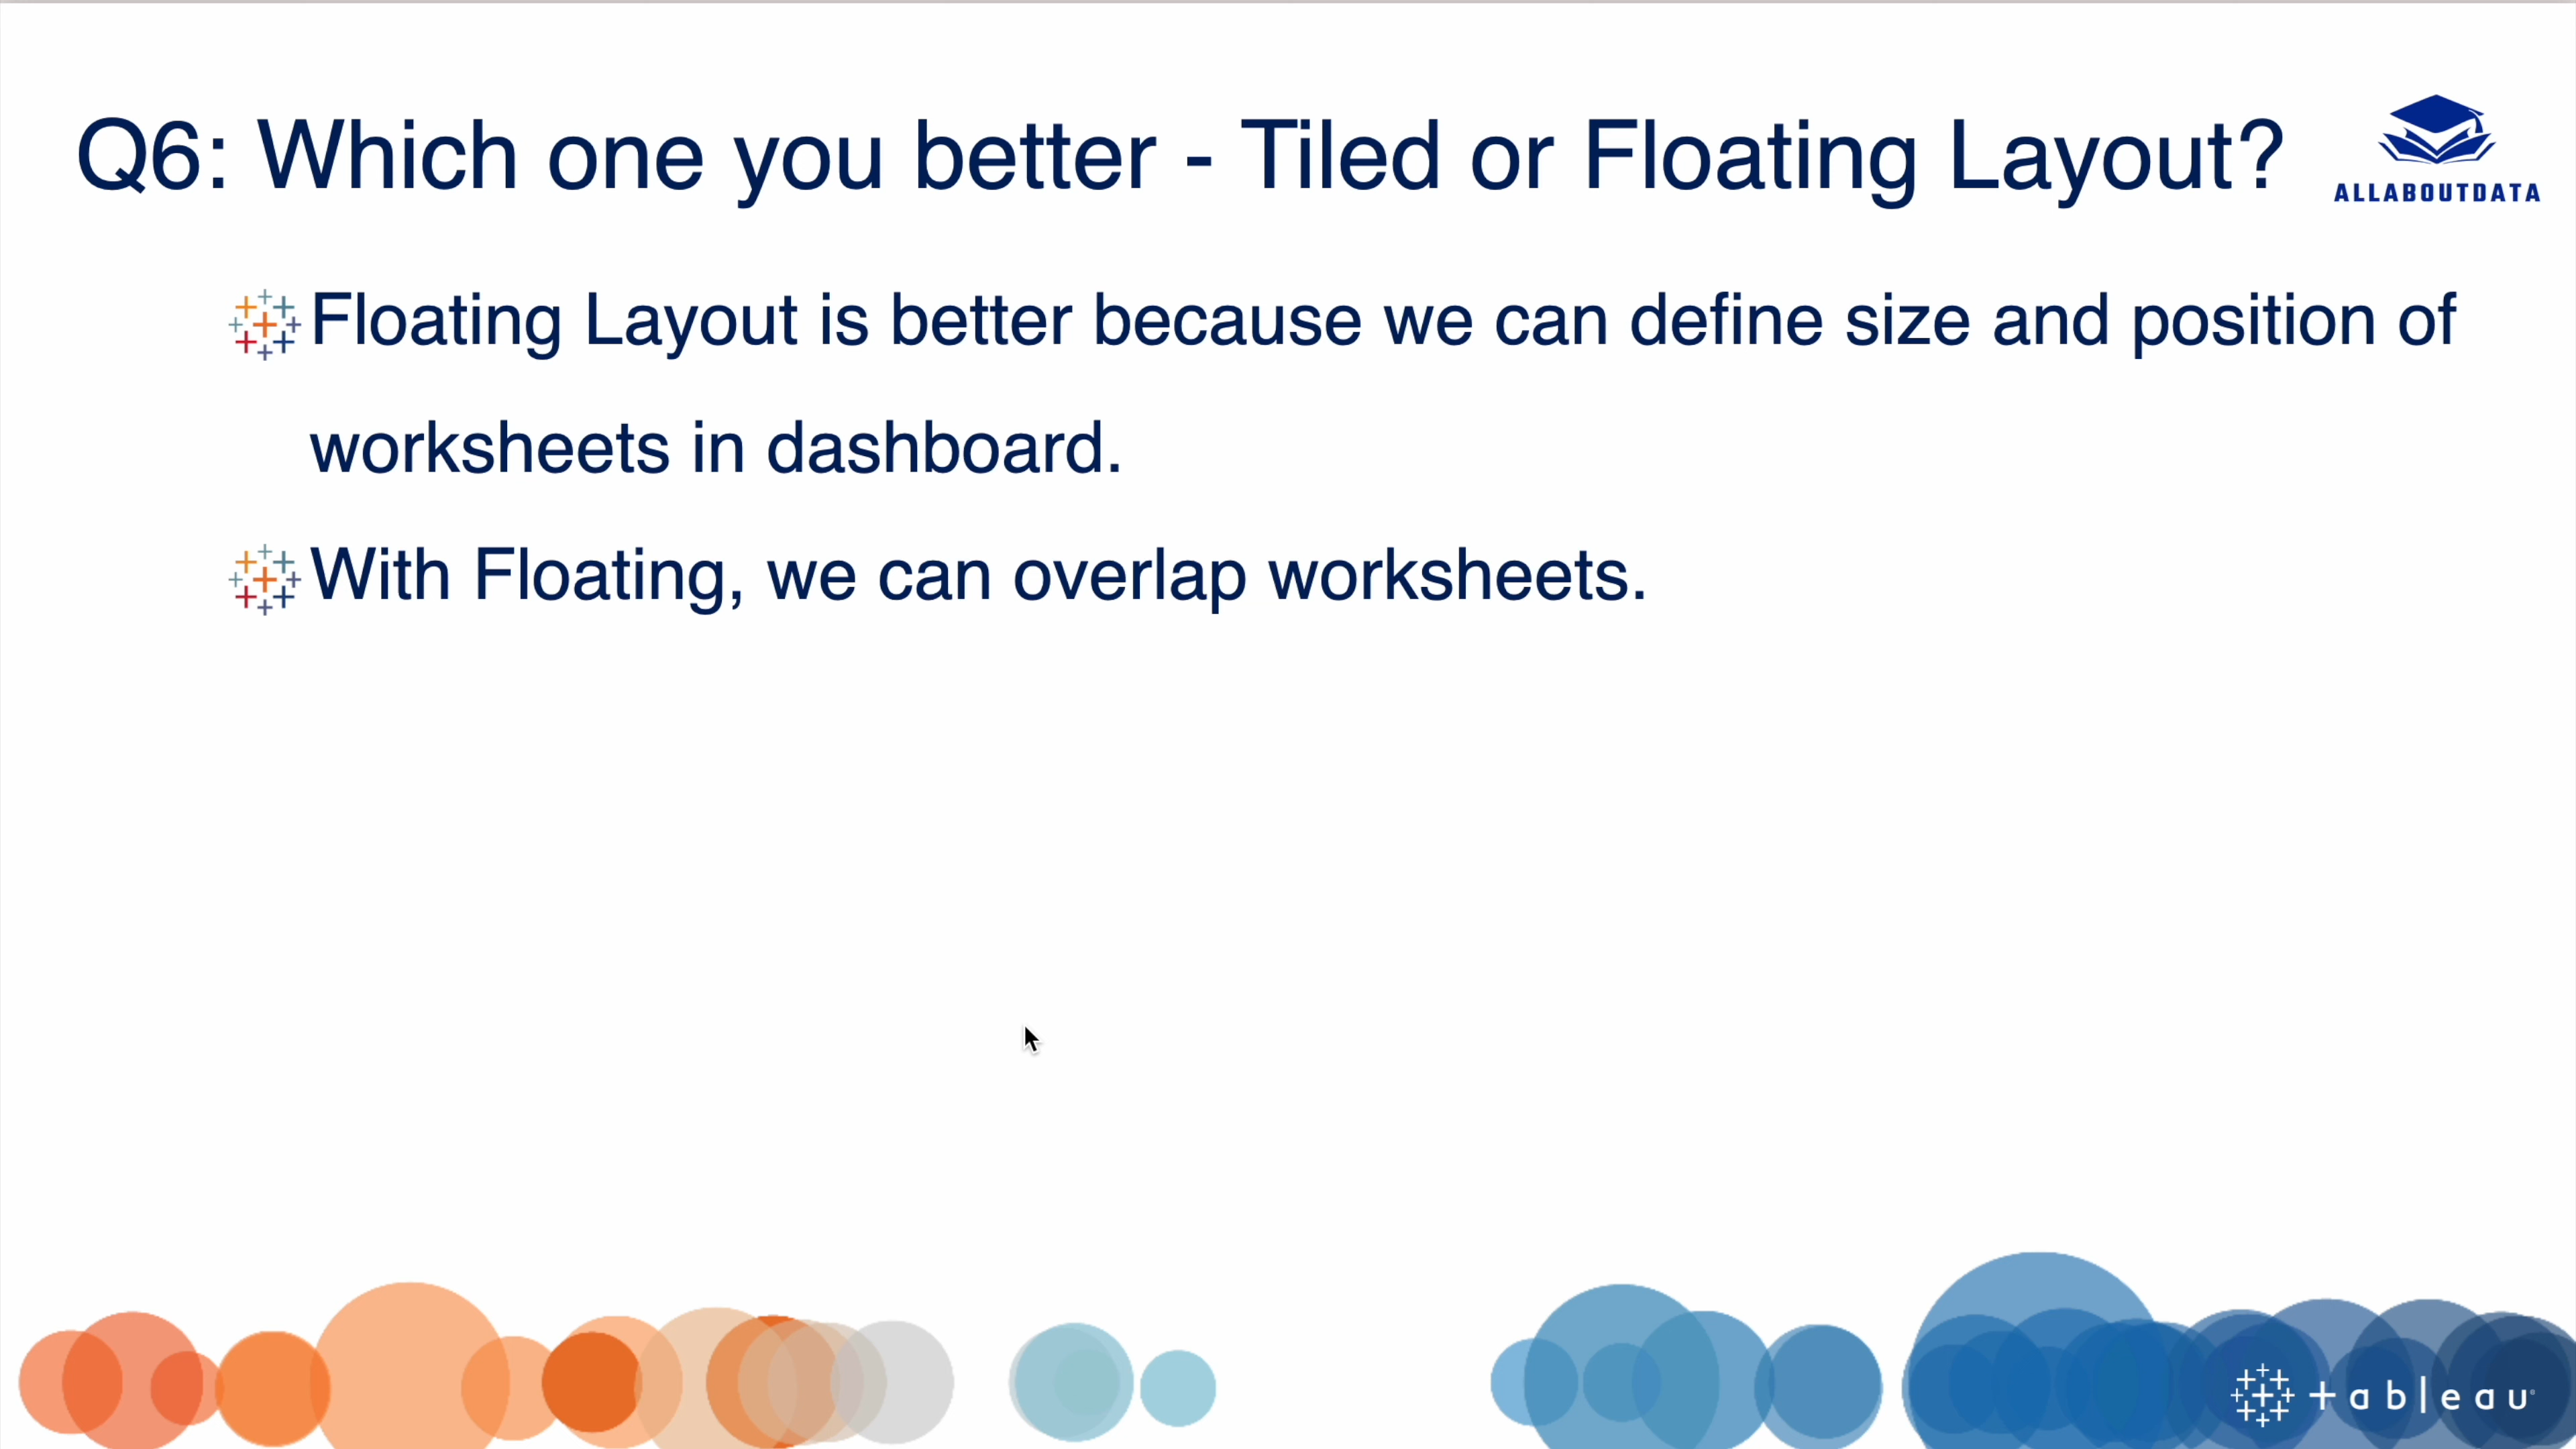 Q6: Which one you better - Tiled or Floating Layout?
ALLABOUTDATA
Floating Layout is better because we can define size and position of
worksheets in dashboard.
With Floating, we can overlap worksheets.
+ableau